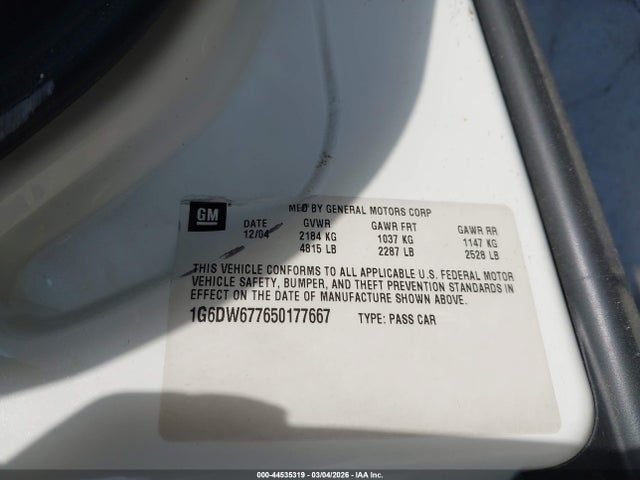 MFD BY GENERAL MOTORS CORP
GM DATE GVWR GAWR FRT GAWR RR
12/04 2184 KG 1037 KG 1147 KG
4815 LB 2287 LB 2528 LB
THIS VEHICLE CONFORMS TO ALL APPLICABLE U.S. FEDERAL MOTOR
VEHICLE SAFETY, BUMPER, AND THEFT PREVENTION STANDARDS IN
EFFECT ON THE DATE OF MANUFACTURE SHOWN ABOVE.
1G6DW677650177667 TYPE: PASS CAR
000-44535319 | 03/04/2026 | IAA Inc.